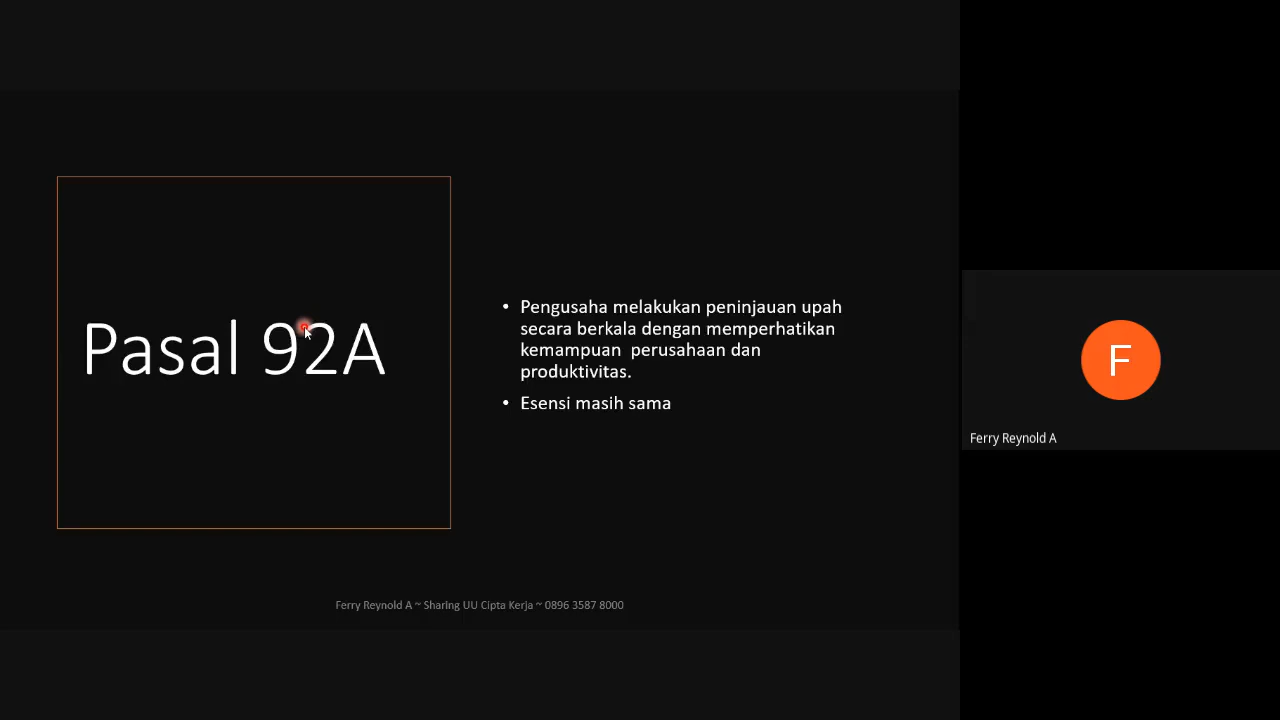 Pasal 92A
• Pengusaha melakukan peninjauan upah
secara berkala dengan memperhatikan
kemampuan  perusahaan dan
produktivitas.
• Esensi masih sama
Ferry Reynold A ~ Sharing UU Cipta Kerja ~ 0896 3587 8000
F
Ferry Reynold A